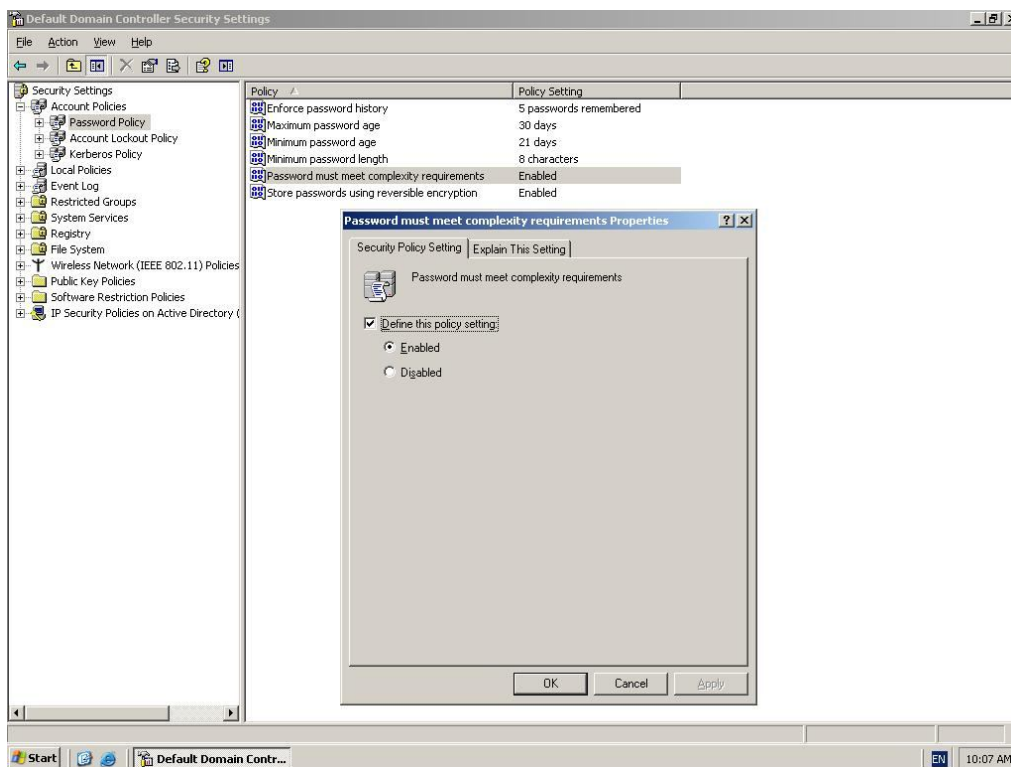 Default Domain Controller Security Settings
File Action View Help
Security Settings
Account Policies
Password Policy
Account Lockout Policy
Kerberos Policy
Local Policies
Event Log
Restricted Groups
System Services
Registry
File System
Wireless Network (IEEE 802.11) Policies
Public Key Policies
Software Restriction Policies
IP Security Policies on Active Directory (
Policy Policy Setting
Enforce password history 5 passwords remembered
Maximum password age 30 days
Minimum password age 21 days
Minimum password length 8 characters
Password must meet complexity requirements Enabled
Store passwords using reversible encryption Enabled
Password must meet complexity requirements Properties
Security Policy Setting Explain This Setting
Password must meet complexity requirements
Define this policy setting:
Enabled
Disabled
OK Cancel Apply
Start Default Domain Contr... EN 10:07 AM